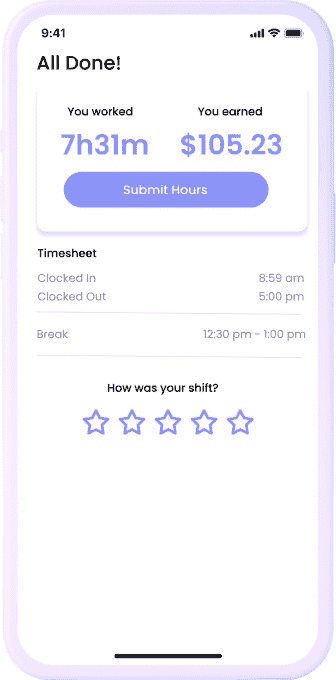 9:41
All Done!
You worked You earned
7h31m $105.23
Submit Hours
Timesheet
Clocked In 8:59 am
Clocked Out 5:00 pm
Break 12:30 pm - 1:00 pm
How was your shift?